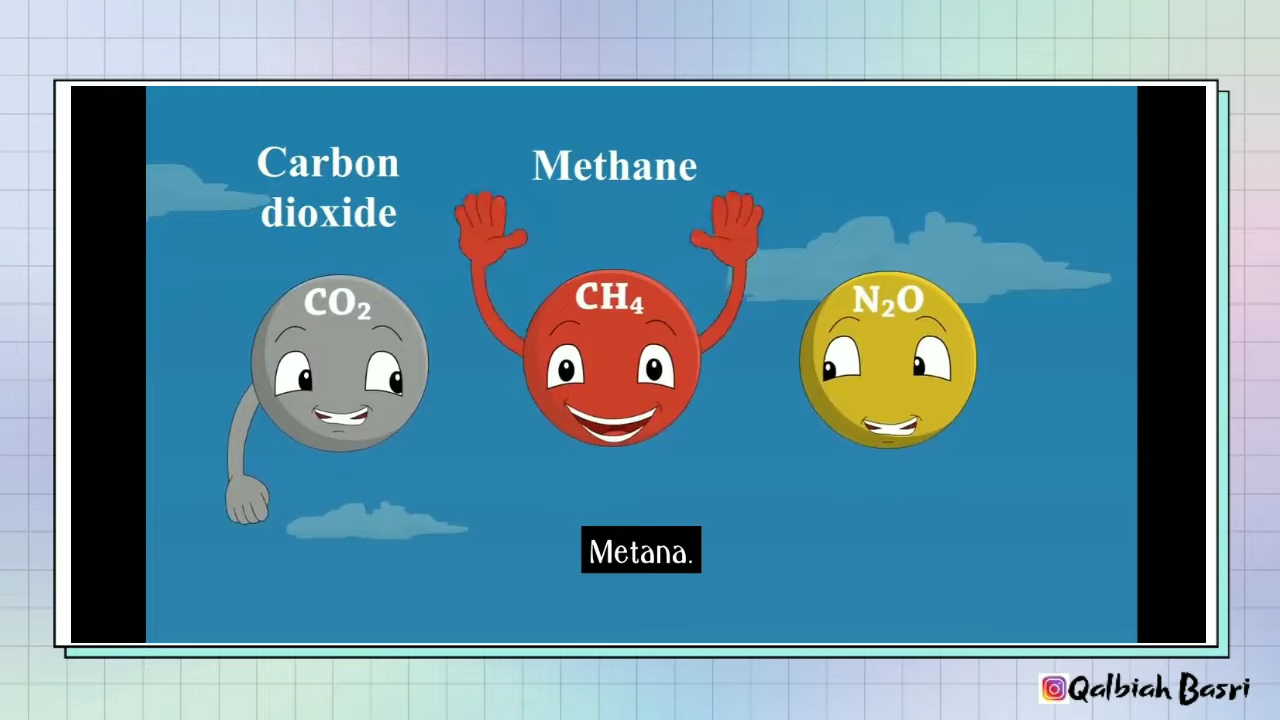 Carbon
dioxide
Methane
CO₂
CH₄
N₂O
Metana.
Qalbiah Basri